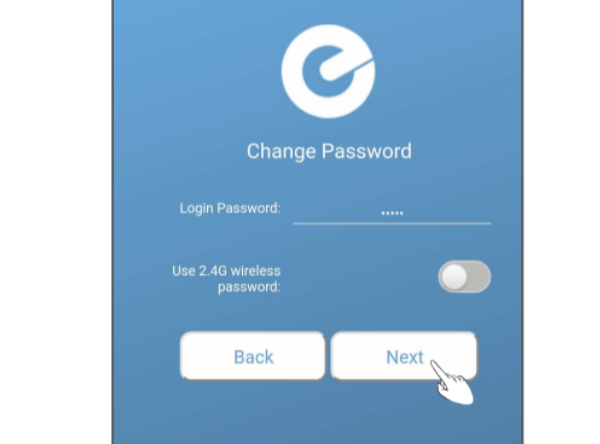 Change Password
Login Password: .....
Use 2.4G wireless
password:
Back Next